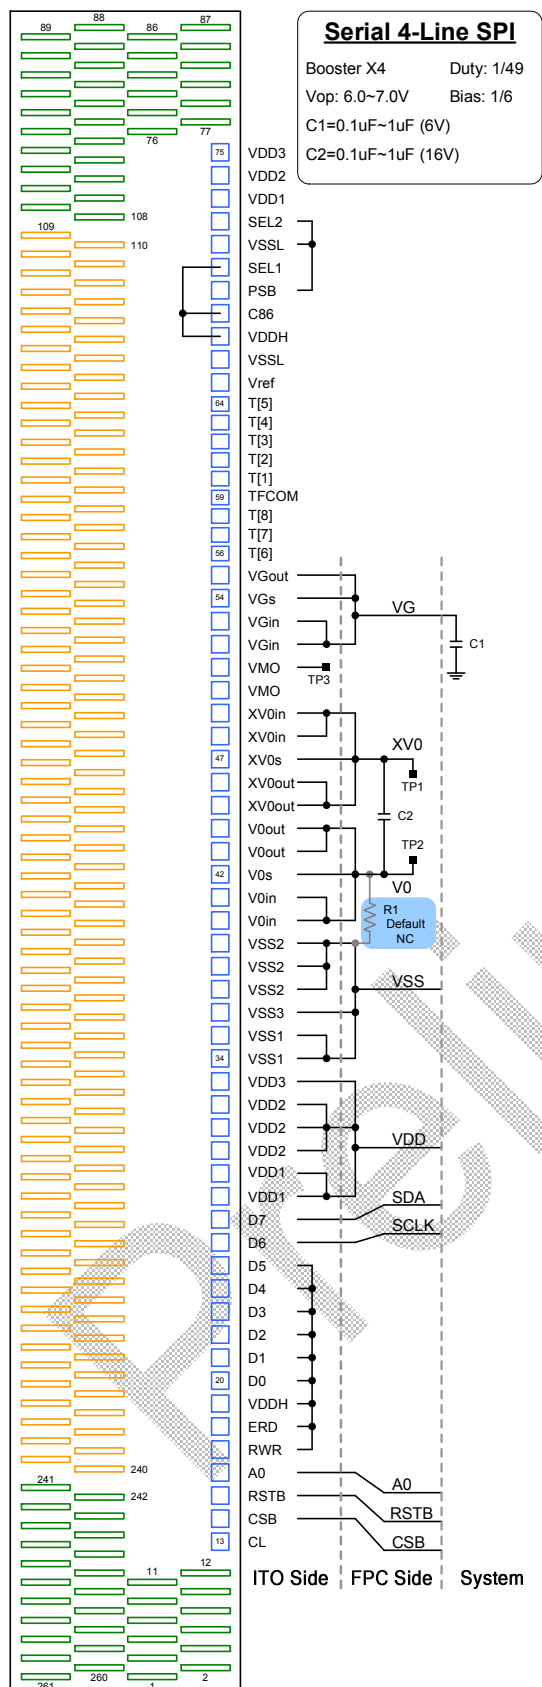 88
87
89
86
Serial 4-Line SPI
Booster X4 Duty: 1/49
Vop: 6.0~7.0V Bias: 1/6
C1=0.1uF~1uF (6V)
C2=0.1uF~1uF (16V)
77
76
75 VDD3
VDD2
VDD1
108 SEL2
109
110 VSSL
SEL1
PSB
C86
VDDH
VSSL
Vref
64 T[5]
T[4]
T[3]
T[2]
T[1]
59 TFCOM
T[8]
T[7]
56 T[6]
VGout
54 VGs
VG
VGin
VGin C1
VMO
TP3
VMO
XV0in
XV0in
XV0
47 XV0s
XV0out TP1
XV0out
C2
V0out
V0out TP2
42 V0s
V0
V0in
R1
V0in Default
NC
VSS2
VSS2
VSS
VSS2
VSS3
VSS1
34 VSS1
VDD3
VDD2
VDD2
VDD
VDD2
VDD1
VDD1 SDA
D7
SCLK
D6
D5
D4
D3
D2
D1
20 D0
VDDH
ERD
RWR
240 A0
241 A0
242 RSTB
RSTB
CSB
13 CL CSB
12
11
ITO Side FPC Side System
261 260 1 2
Preli